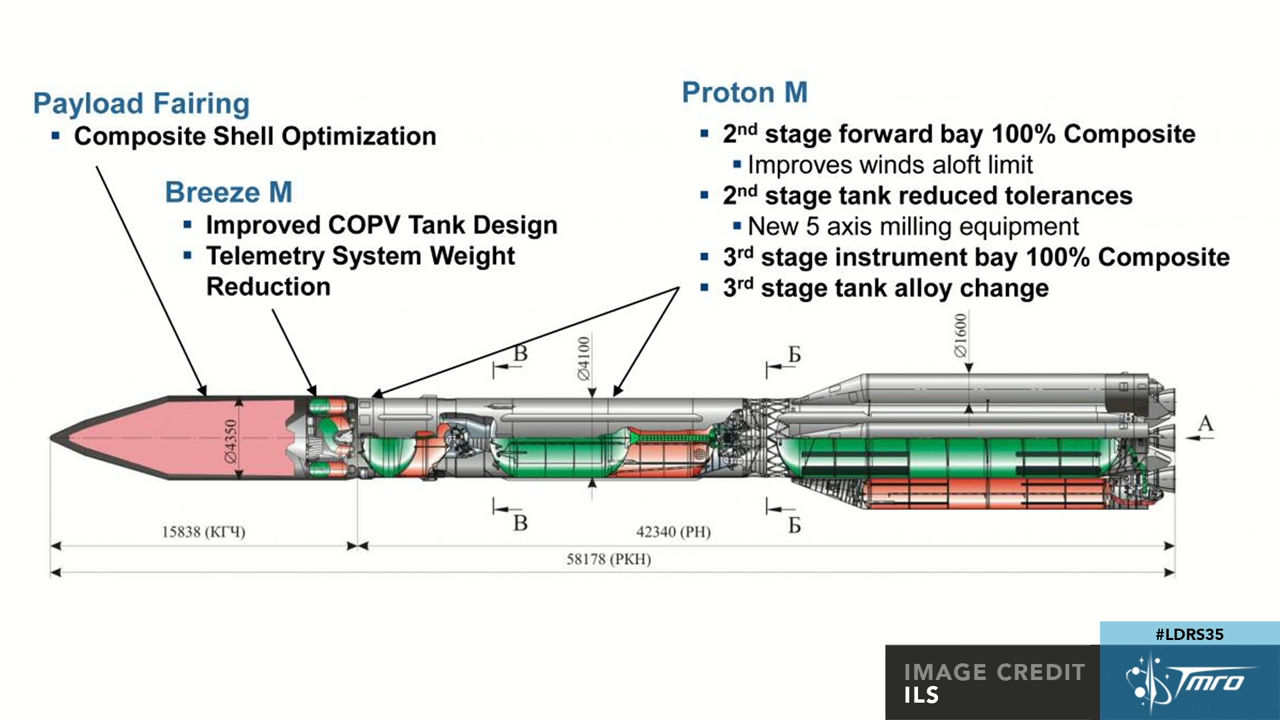 Payload Fairing
▪ Composite Shell Optimization
Breeze M
▪ Improved COPV Tank Design
▪ Telemetry System Weight
Reduction
Proton M
▪ 2nd stage forward bay 100% Composite
▪ Improves winds aloft limit
▪ 2nd stage tank reduced tolerances
▪ New 5 axis milling equipment
▪ 3rd stage instrument bay 100% Composite
▪ 3rd stage tank alloy change
В
∅4100
Б
∅1600
∅4350
А
В
Б
15838 (КГЧ)
42340 (РН)
58178 (РКН)
#LDRS35
IMAGE CREDIT
ILS
Tmro